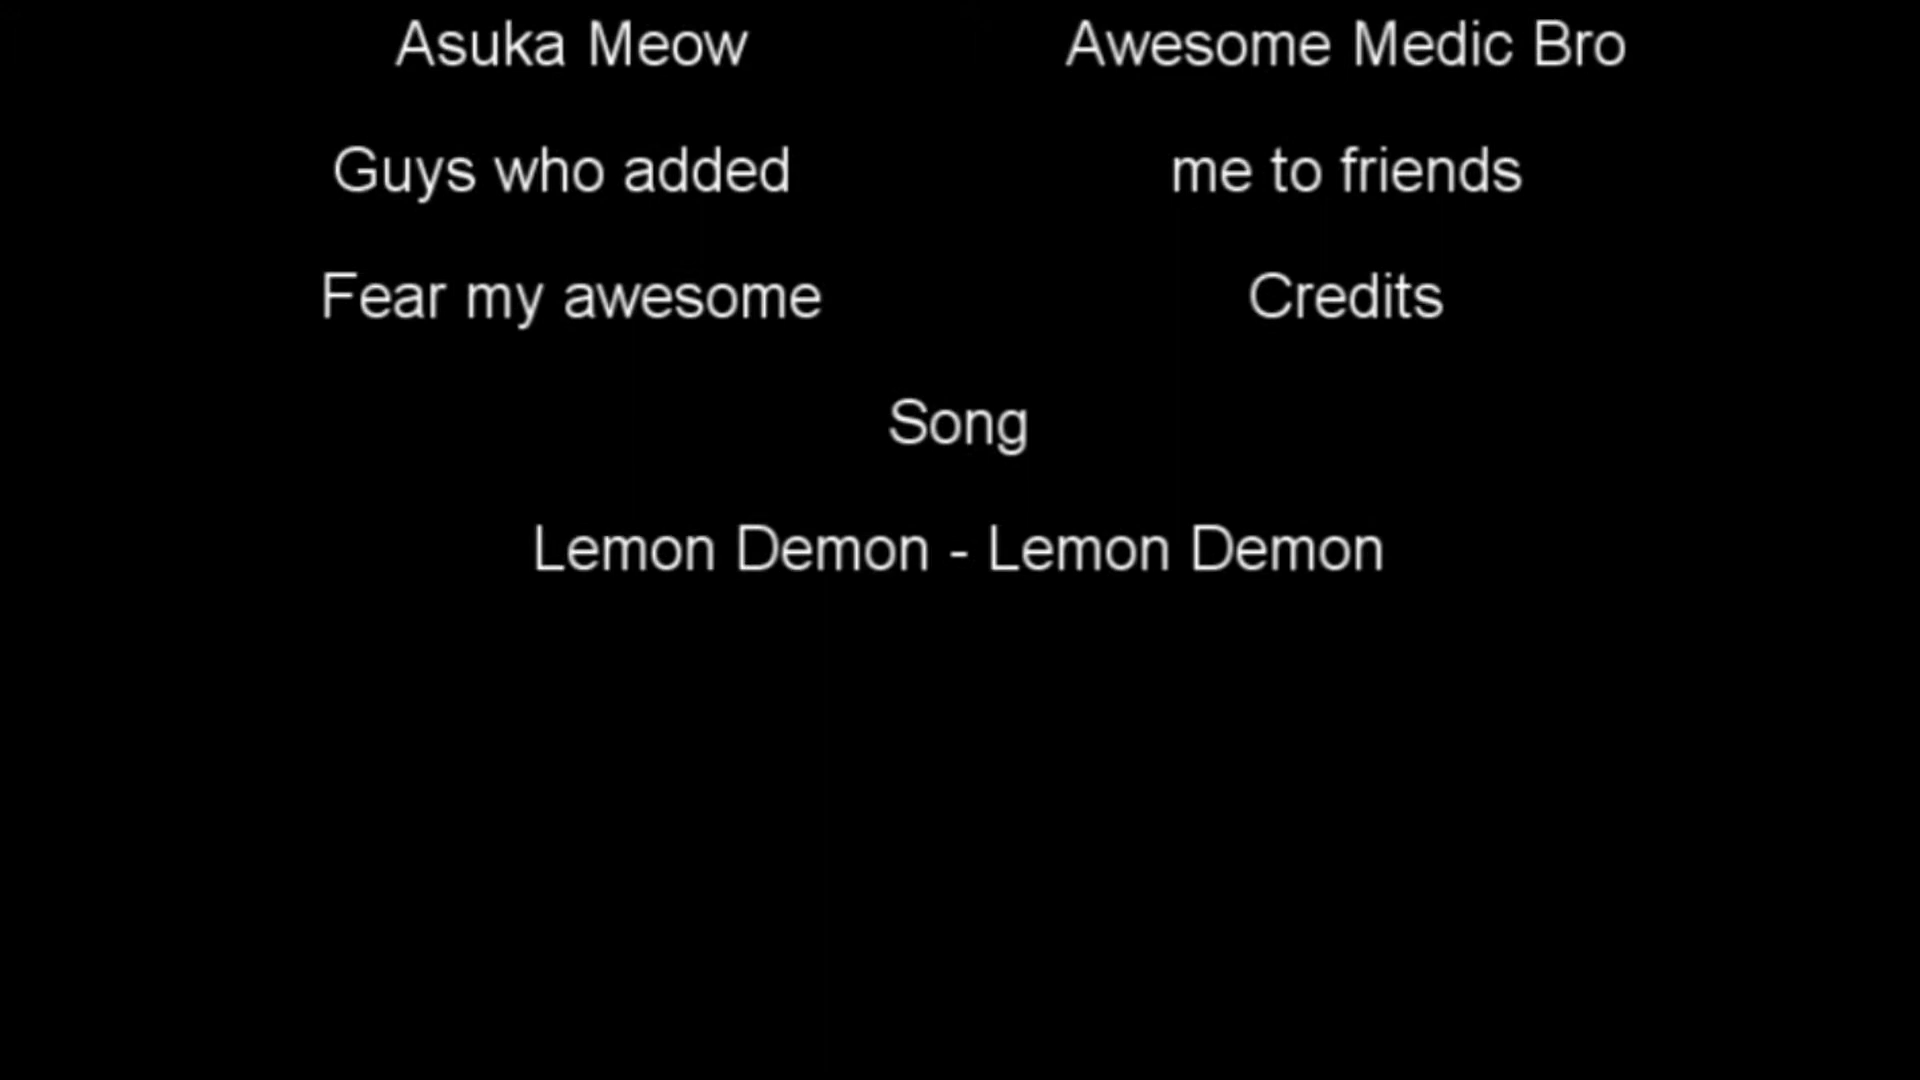 Asuka Meow Awesome Medic Bro
Guys who added me to friends
Fear my awesome Credits
Song
Lemon Demon - Lemon Demon